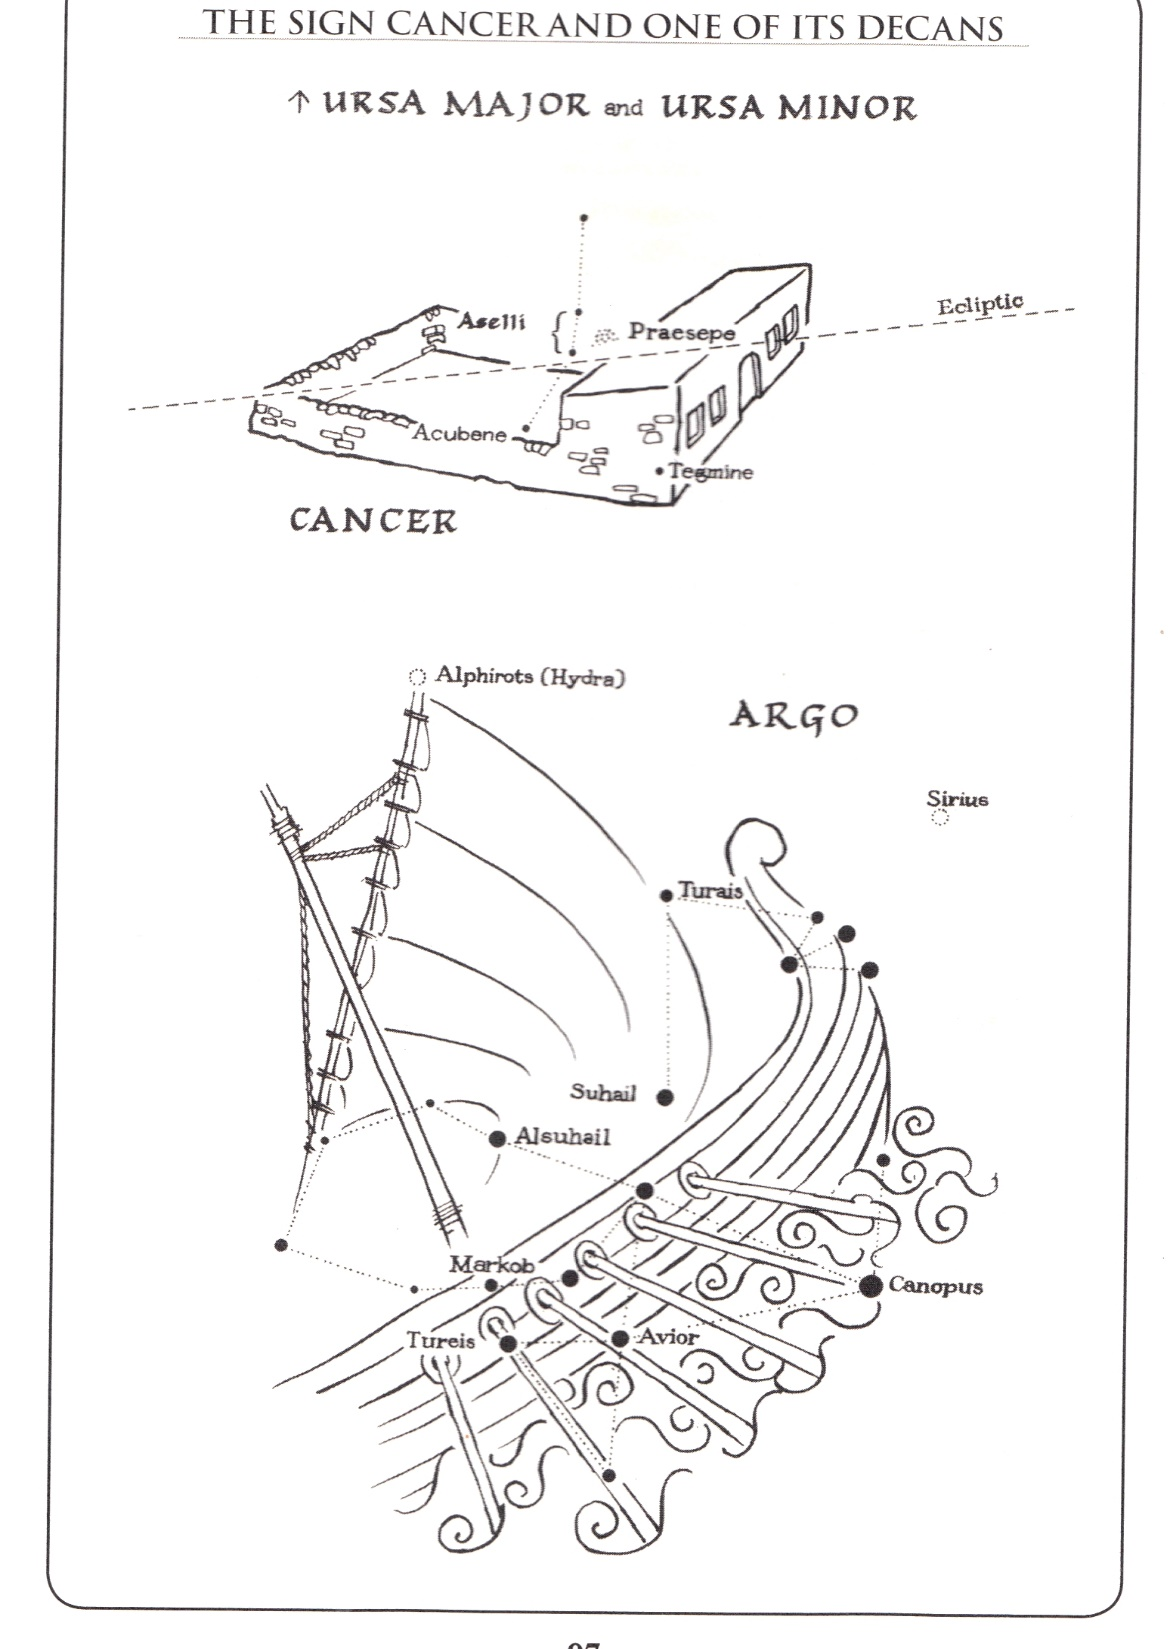 THE SIGN CANCER AND ONE OF ITS DECANS
↑ URSA MAJOR and URSA MINOR
Ecliptic
Aselli
Praesepe
Acubene
Tegmine
CANCER
Alphirots (Hydra)
ARGO
Sirius
Turais
Suhail
Alsuhail
Markob
Canopus
Tureis
Avior